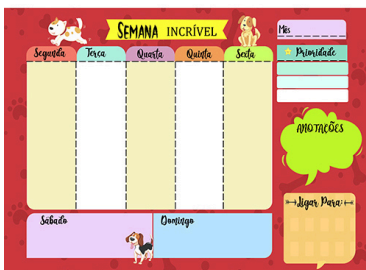 SEMANA INCRÍVEL
Mês
Segunda Terça Quarta Quinta Sexta
Prioridade
ANOTAÇÕES
Ligar Para:
Sábado Domingo